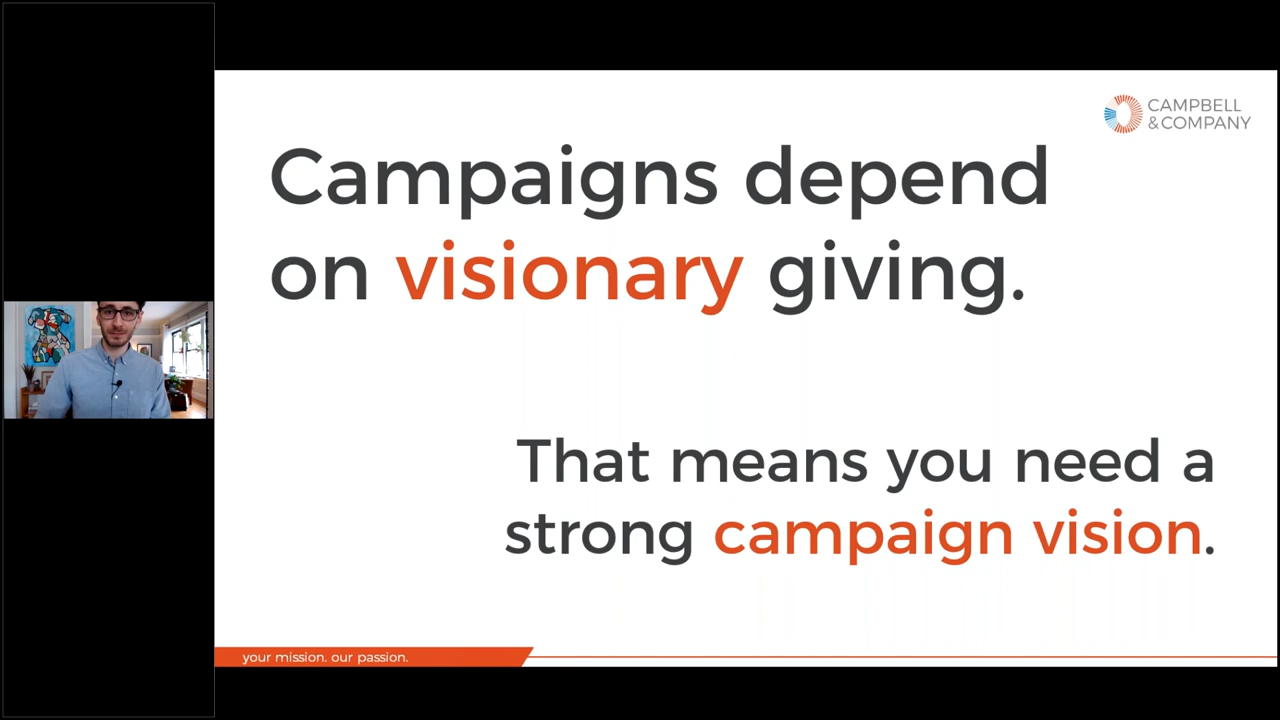 CAMPBELL
& COMPANY
Campaigns depend
on visionary giving.
That means you need a
strong campaign vision.
your mission. our passion.